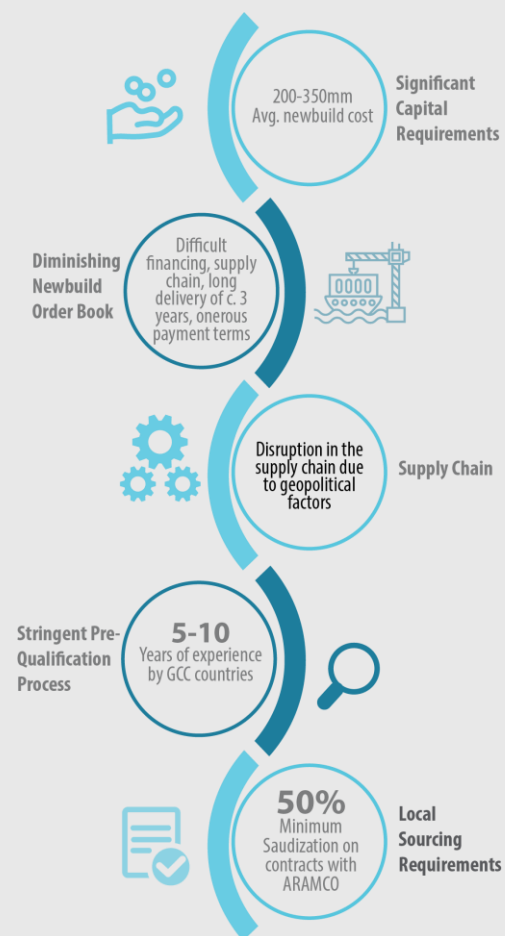 200-350mm
Avg. newbuild cost
Significant
Capital
Requirements
Diminishing
Newbuild
Order Book
Difficult
financing, supply
chain, long
delivery of c. 3
years, onerous
payment terms
Disruption in the
supply chain due
to geopolitical
factors
Supply Chain
Stringent Pre-
Qualification
Process
5-10
Years of experience
by GCC countries
50%
Minimum
Saudization on
contracts with
ARAMCO
Local
Sourcing
Requirements